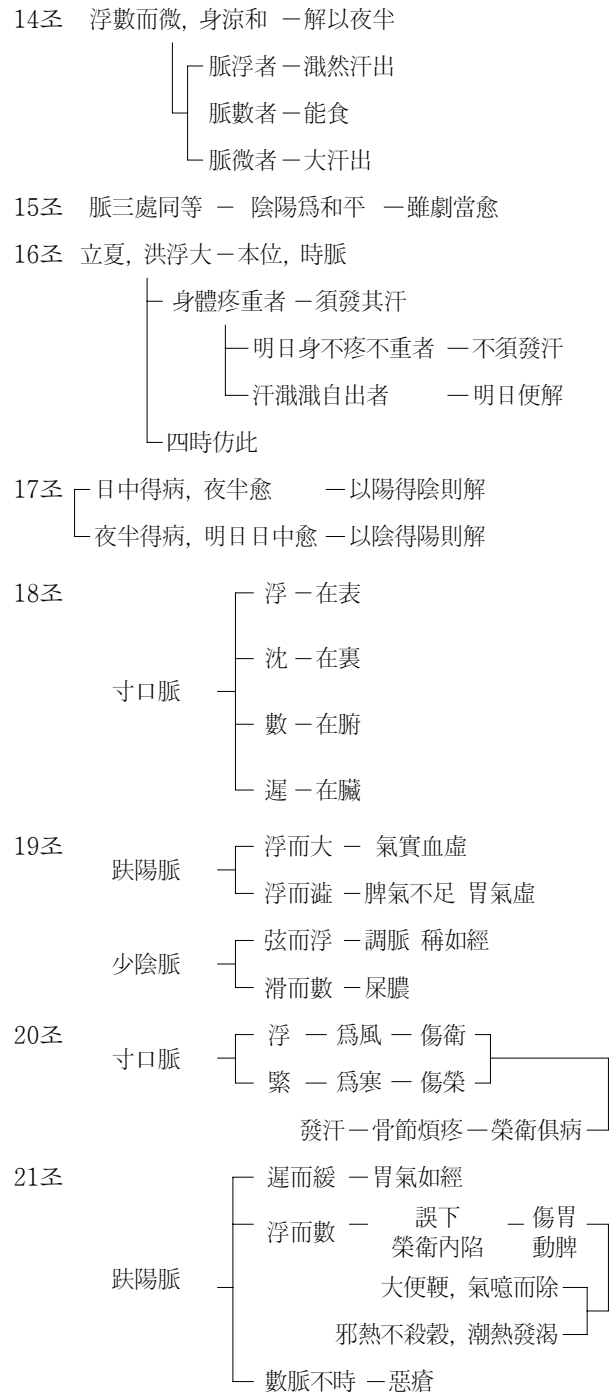 14조 浮數而微, 身涼和 －解以夜半
脈浮者－濈然汗出
脈數者－能食
脈微者－大汗出
15조 脈三處同等 － 陰陽爲和平 －雖劇當愈
16조 立夏, 洪浮大－本位, 時脈
身體疼重者 －須發其汗
明日身不疼不重者 －不須發汗
汗濈濈自出者 －明日便解
四時仿此
17조 日中得病, 夜半愈 －以陽得陰則解
夜半得病, 明日日中愈 －以陰得陽則解
18조
浮 －在表
沈 －在裏
寸口脈
數 －在腑
遲 －在臟
19조
趺陽脈
浮而大 － 氣實血虛
浮而澁 －脾氣不足 胃氣虛
少陰脈
弦而浮 －調脈 稱如經
滑而數 －屎膿
20조
寸口脈
浮 － 爲風 － 傷衛
緊 － 爲寒 － 傷榮
發汗－骨節煩疼－榮衛俱病
21조
遲而緩 －胃氣如經
浮而數 － 誤下 － 傷胃
榮衛內陷 動脾
大便鞕, 氣噫而除
趺陽脈
邪熱不殺穀, 潮熱發渴
數脈不時 －惡瘡